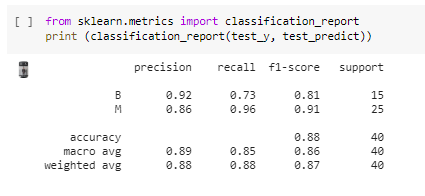 [ ] from sklearn.metrics import classification_report
print (classification_report(test_y, test_predict))
precision recall f1-score support
B 0.92 0.73 0.81 15
M 0.86 0.96 0.91 25
accuracy 0.88 40
macro avg 0.89 0.85 0.86 40
weighted avg 0.88 0.88 0.87 40